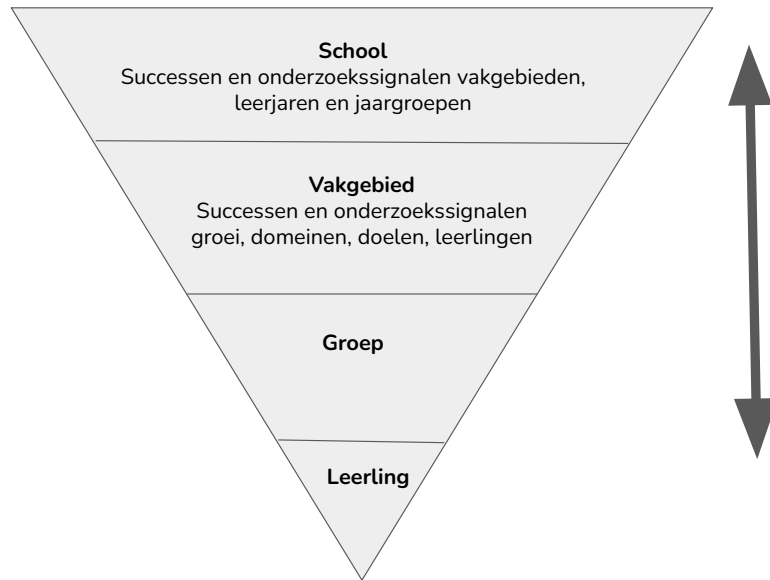 School
Successen en onderzoekssignalen vakgebieden,
leerjaren en jaargroepen
Vakgebied
Successen en onderzoekssignalen
groei, domeinen, doelen, leerlingen
Groep
Leerling